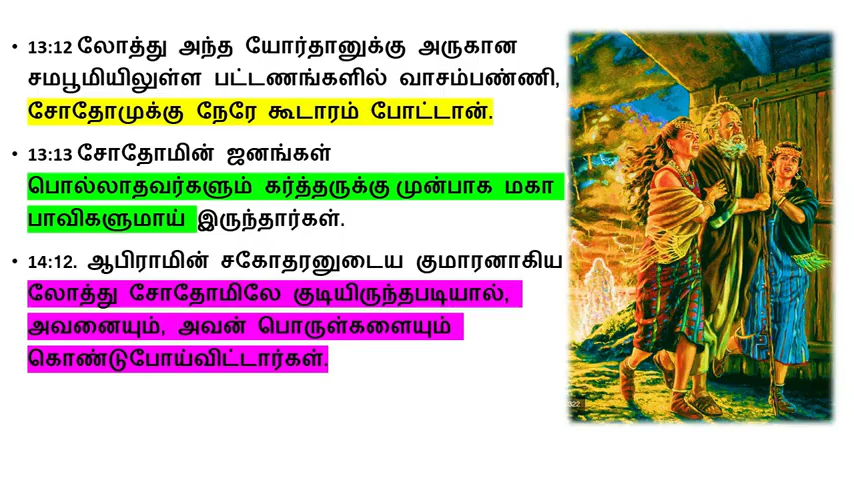 • 13:12 லோத்து அந்த யோர்தானுக்கு அருகான
சமபூமியிலுள்ள பட்டணங்களில் வாசம்பண்ணி,
சோதோமுக்கு நேரே கூடாரம் போட்டான்.
• 13:13 சோதோமின் ஜனங்கள்
பொல்லாதவர்களும் கர்த்தருக்கு முன்பாக மகா
பாவிகளுமாய் இருந்தார்கள்.
• 14:12. ஆபிராமின் சகோதரனுடைய குமாரனாகிய
லோத்து சோதோமிலே குடியிருந்தபடியால்,
அவனையும், அவன் பொருள்களையும்
கொண்டுபோய்விட்டார்கள்.
322